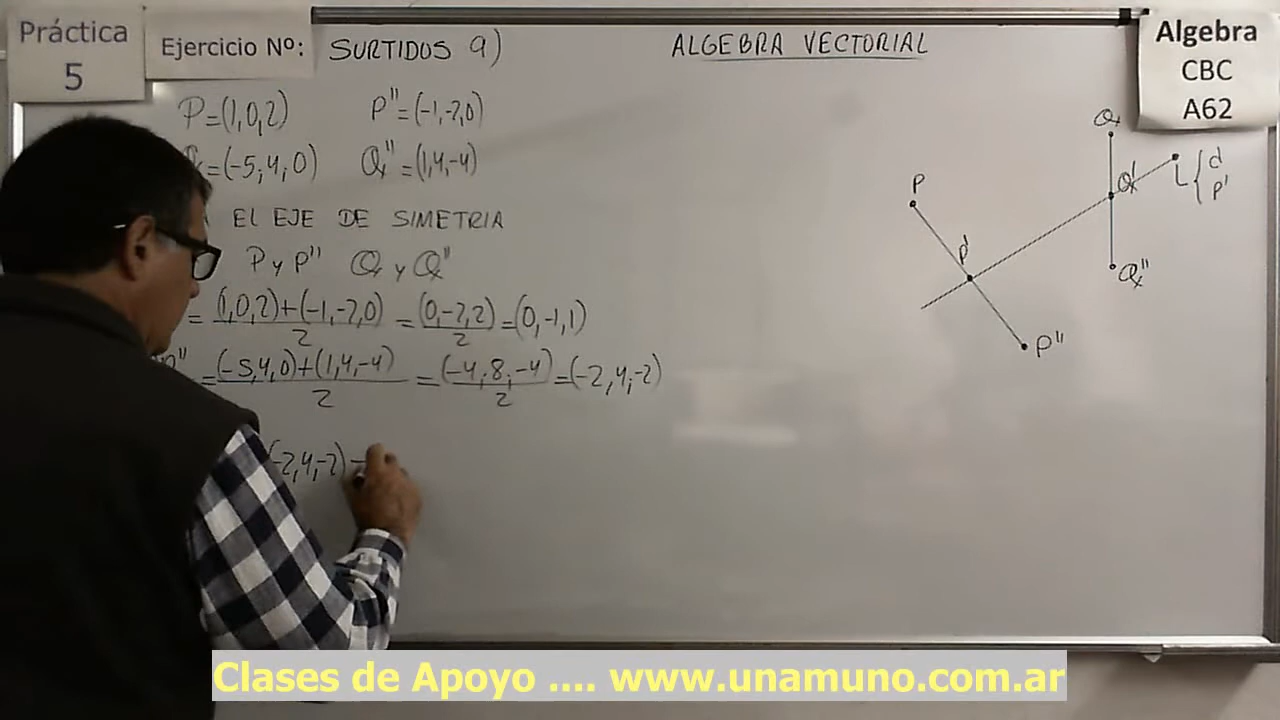 Práctica
5
Ejercicio Nº:
SURTIDOS 9)
ALGEBRA VECTORIAL
Algebra
CBC
A62
P=(1,0,2) P''=(-1,-2,0)
=(-5,4,0) Q''=(1,4,-4)
EL EJE DE SIMETRIA
P y P'' Q y Q''
= (1,0,2)+(-1,-2,0)/2 = (0,-2,2)/2 = (0,-1,1)
= (-5,4,0)+(1,4,-4)/2 = (-4,8,-4)/2 = (-2,4,-2)
(-2,4,-2)-
Q
Q'
L { d
P'
P
P'
Q''
P''
Clases de Apoyo .... www.unamuno.com.ar